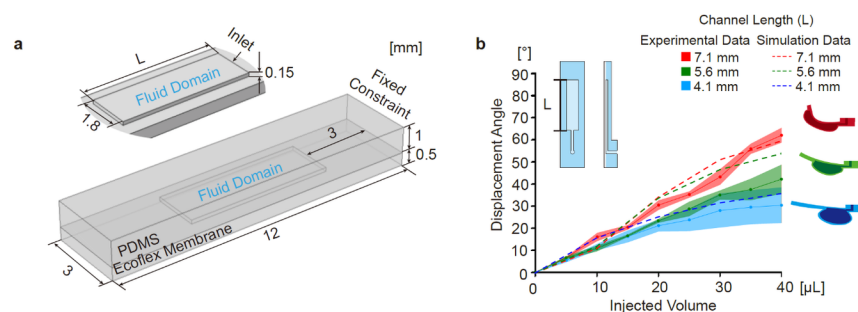 a
L
Inlet
[mm]
Fluid Domain
0.15
1.8
Fixed
Constraint
3
1
0.5
Fluid Domain
PDMS
Ecoflex Membrane
12
3
b
Channel Length (L)
[°]
Experimental Data
Simulation Data
7.1 mm
7.1 mm
5.6 mm
5.6 mm
4.1 mm
4.1 mm
90
80
70
60
50
40
30
20
10
0
Displacement Angle
L
0
10
20
30
40
[μL]
Injected Volume